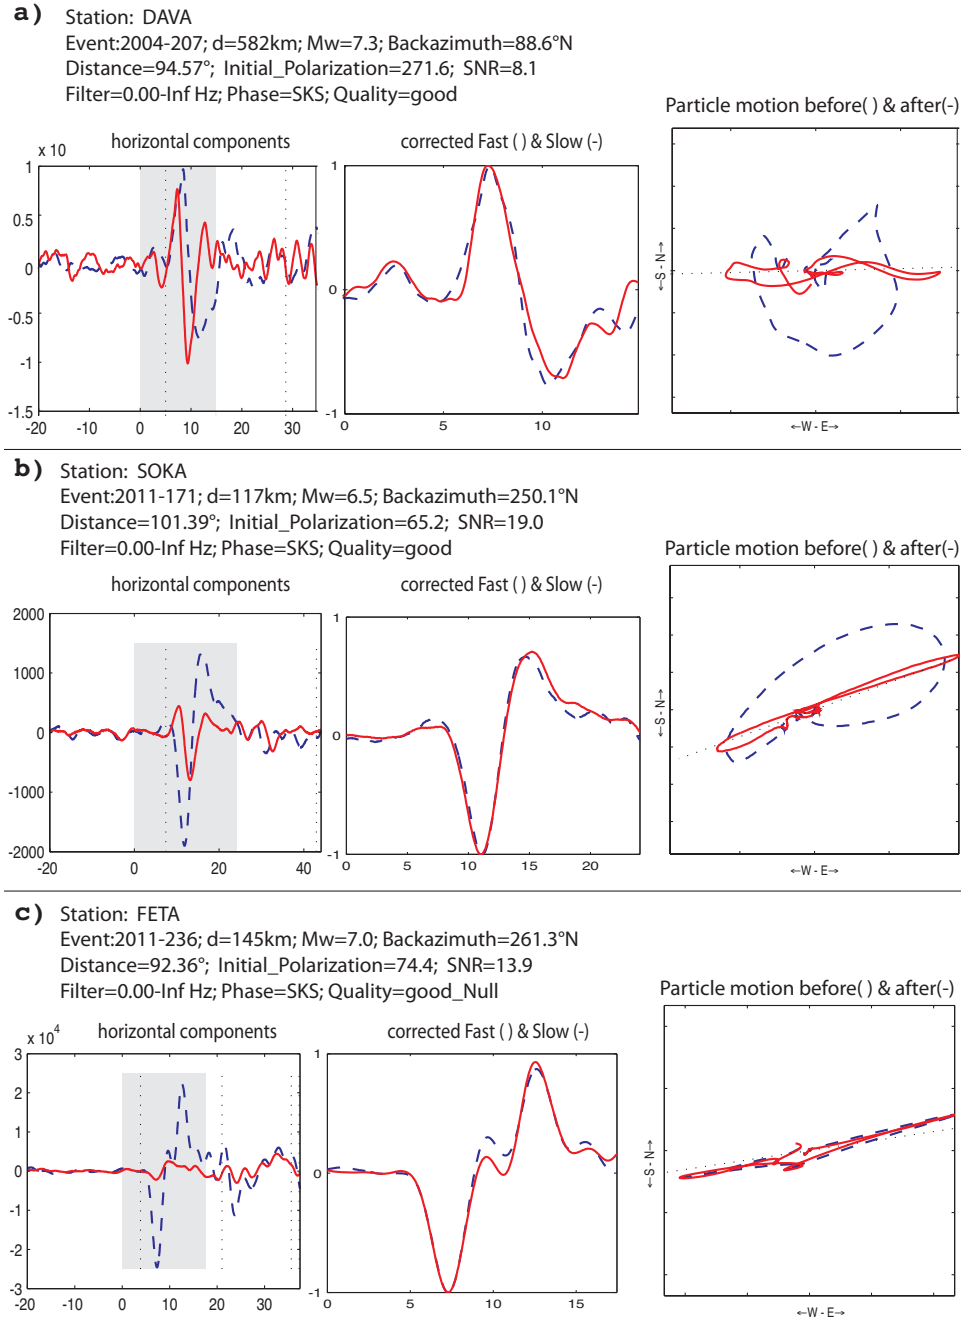 a) Station: DAVA
Event:2004-207; d=582km; Mw=7.3; Backazimuth=88.6°N
Distance=94.57°; Initial_Polarization=271.6; SNR=8.1
Filter=0.00-Inf Hz; Phase=SKS; Quality=good
Particle motion before( ) & after(-)
horizontal components
corrected Fast ( ) & Slow (-)
x 10
1
0.5
0
-0.5
-1
-1.5
-20 -10 0 10 20 30
1
0
-1
0 5 10
←S - N→
←W - E→
b) Station: SOKA
Event:2011-171; d=117km; Mw=6.5; Backazimuth=250.1°N
Distance=101.39°; Initial_Polarization=65.2; SNR=19.0
Filter=0.00-Inf Hz; Phase=SKS; Quality=good
Particle motion before( ) & after(-)
horizontal components
corrected Fast ( ) & Slow (-)
2000
1000
0
-1000
-2000
-20 0 20 40
1
0
-1
0 5 10 15 20
←S - N→
←W - E→
c) Station: FETA
Event:2011-236; d=145km; Mw=7.0; Backazimuth=261.3°N
Distance=92.36°; Initial_Polarization=74.4; SNR=13.9
Filter=0.00-Inf Hz; Phase=SKS; Quality=good_Null
Particle motion before( ) & after(-)
horizontal components
corrected Fast ( ) & Slow (-)
x 10⁴
3
2
1
0
-1
-2
-3
-20 -10 0 10 20 30
1
0
-1
0 5 10 15
←S - N→
←W - E→